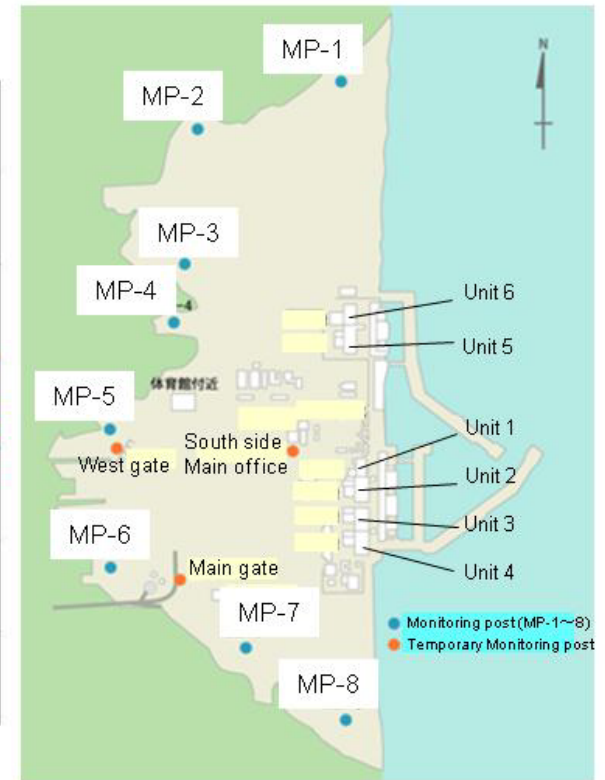 MP-1
N
MP-2
MP-3
MP-4
-4
Unit 6
Unit 5
体育館付近
MP-5
West gate
South side
Main office
Unit 1
Unit 2
Unit 3
Unit 4
MP-6
Main gate
MP-7
Monitoring post(MP-1~8)
Temporary Monitoring post
MP-8